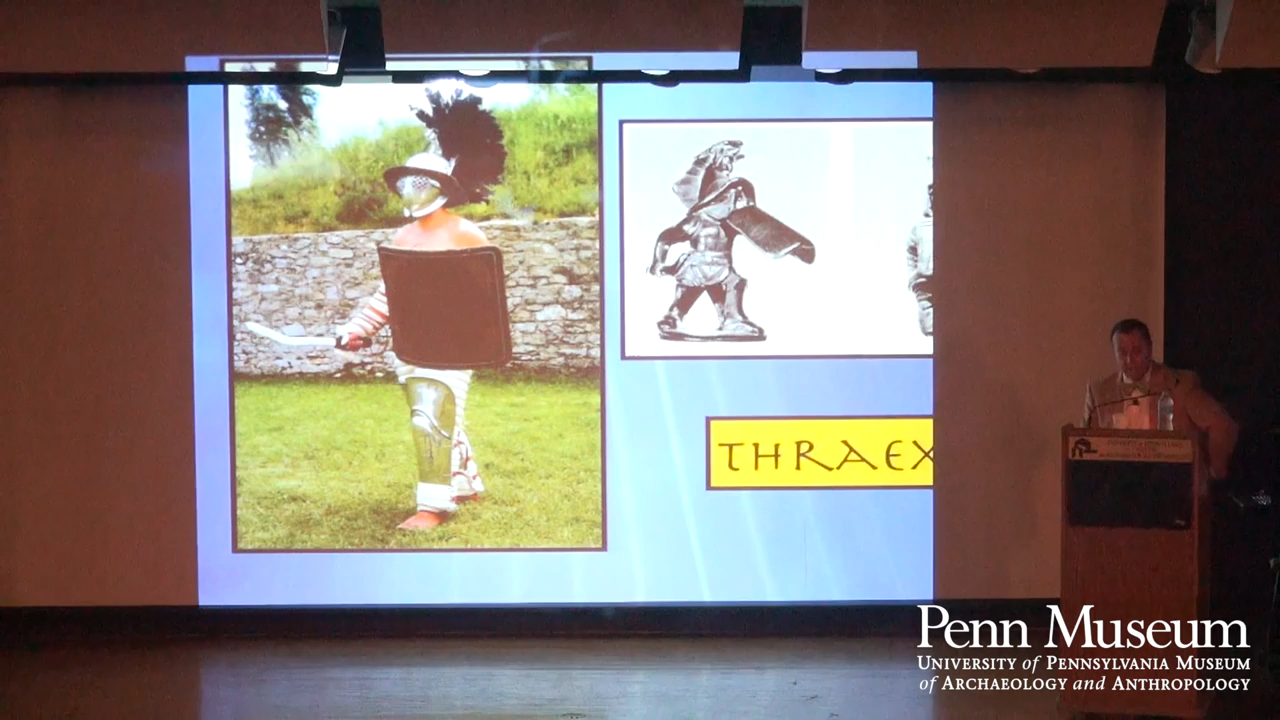 THRAEX
Penn Museum
UNIVERSITY of PENNSYLVANIA MUSEUM
of ARCHAEOLOGY and ANTHROPOLOGY